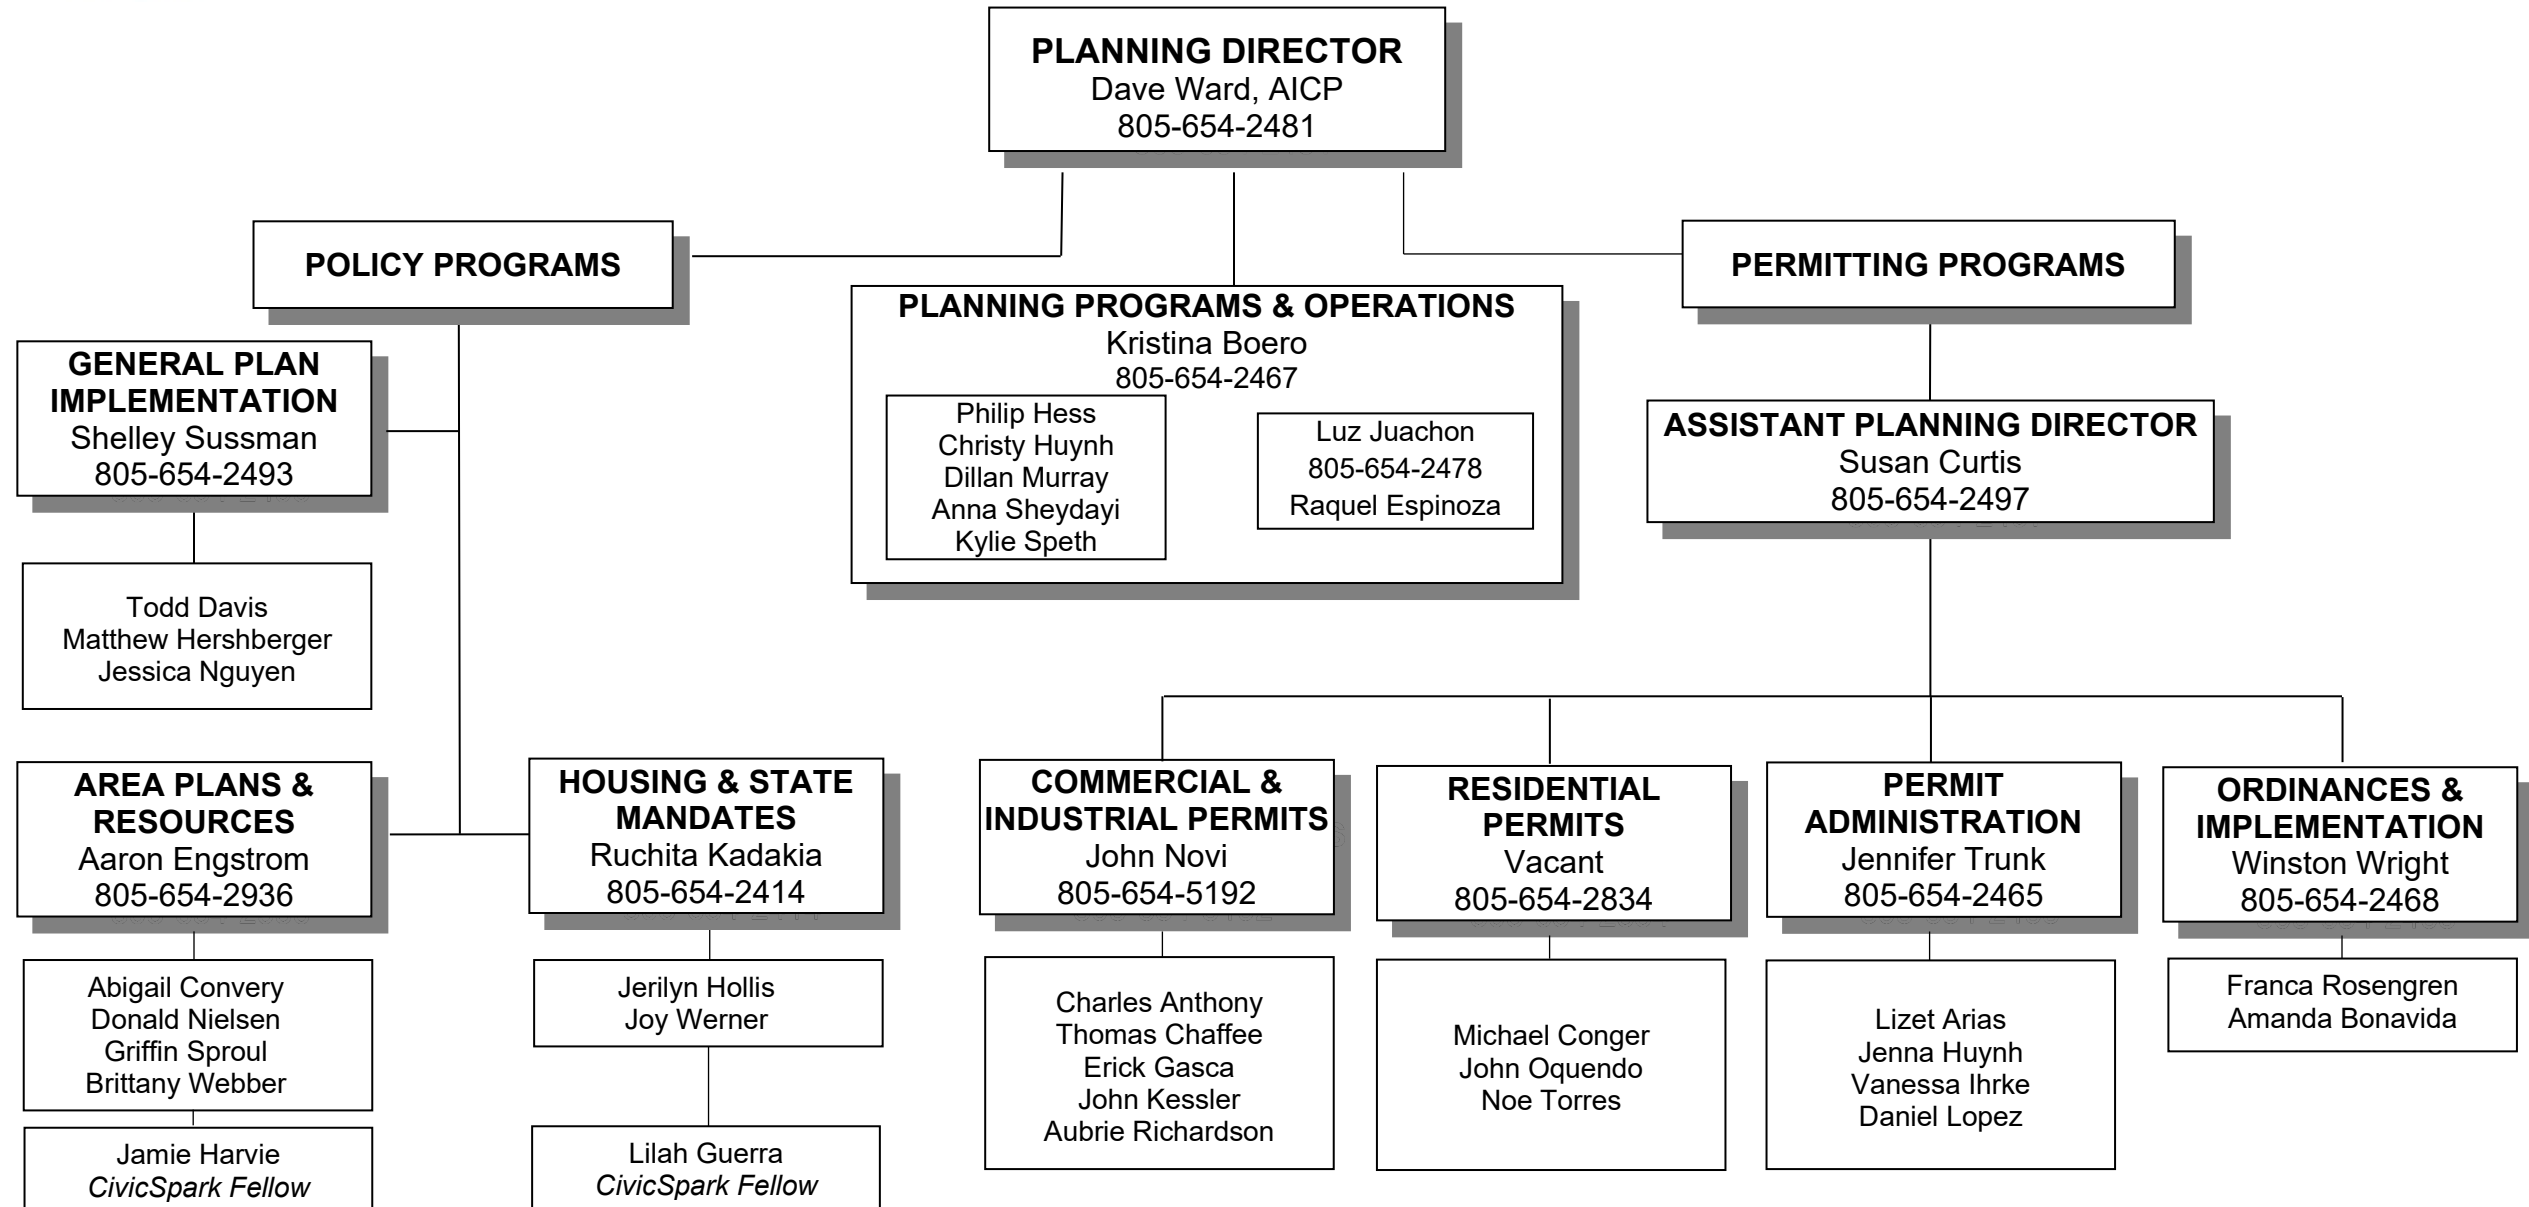 PLANNING DIRECTOR
Dave Ward, AICP
805-654-2481
POLICY PROGRAMS
PLANNING PROGRAMS & OPERATIONS
Kristina Boero
805-654-2467
Philip Hess
Christy Huynh
Dillan Murray
Anna Sheydayi
Kylie Speth
Luz Juachon
805-654-2478
Raquel Espinoza
PERMITTING PROGRAMS
GENERAL PLAN
IMPLEMENTATION
Shelley Sussman
805-654-2493
Todd Davis
Matthew Hershberger
Jessica Nguyen
ASSISTANT PLANNING DIRECTOR
Susan Curtis
805-654-2497
AREA PLANS &
RESOURCES
Aaron Engstrom
805-654-2936
Abigail Convery
Donald Nielsen
Griffin Sproul
Brittany Webber
Jamie Harvie
CivicSpark Fellow
HOUSING & STATE
MANDATES
Ruchita Kadakia
805-654-2414
Jerilyn Hollis
Joy Werner
Lilah Guerra
CivicSpark Fellow
COMMERCIAL &
INDUSTRIAL PERMITS
John Novi
805-654-5192
Charles Anthony
Thomas Chaffee
Erick Gasca
John Kessler
Aubrie Richardson
RESIDENTIAL
PERMITS
Vacant
805-654-2834
Michael Conger
John Oquendo
Noe Torres
PERMIT
ADMINISTRATION
Jennifer Trunk
805-654-2465
Lizet Arias
Jenna Huynh
Vanessa Ihrke
Daniel Lopez
ORDINANCES &
IMPLEMENTATION
Winston Wright
805-654-2468
Franca Rosengren
Amanda Bonavida